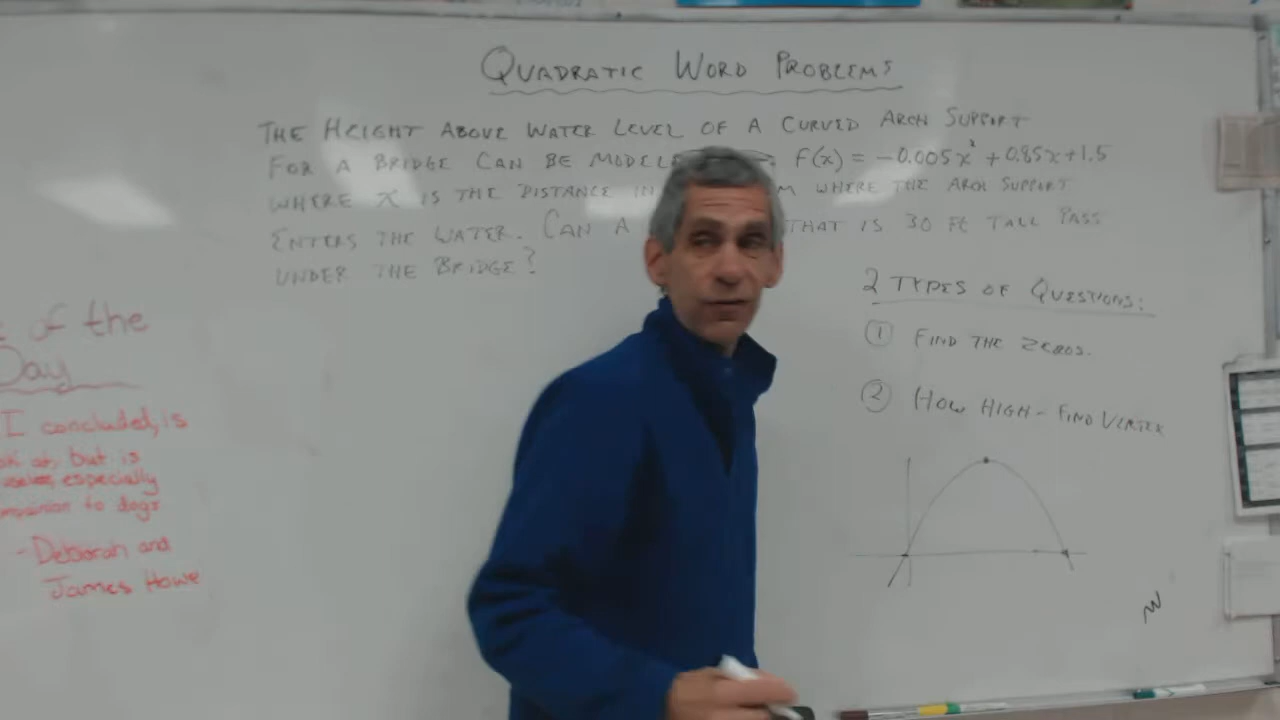 QUADRATIC WORD PROBLEMS
THE HEIGHT ABOVE WATER LEVEL OF A CURVED ARCH SUPPORT
FOR A BRIDGE CAN BE MODELE F(x) = -0.005x² + 0.85x + 1.5
WHERE X IS THE DISTANCE IN M WHERE THE ARCH SUPPORT
ENTERS THE WATER. CAN A THAT IS 30 FT TALL PASS
UNDER THE BRIDGE?
2 TYPES OF QUESTIONS:
① FIND THE ZEROS.
② HOW HIGH - FIND VERTEX
of the
Day
I concluded, is
at, but is
especially
to dogs
-Deborah and
James Howe